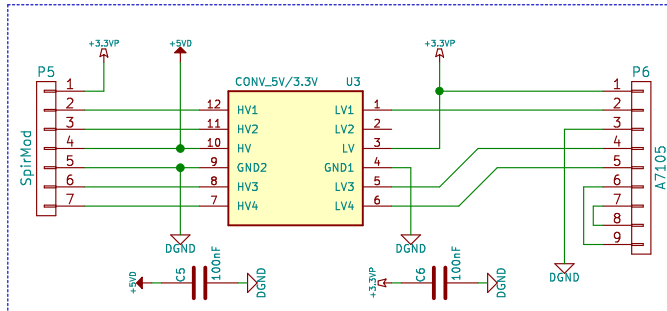 +3.3VP
+5VD
+3.3VP
P5
CONV_5V/3.3V
U3
P6
1
2
3
4
5
6
7
SpirMod
12
11
10
9
8
7
HV1
HV2
HV
GND2
HV3
HV4
LV1
LV2
LV
GND1
LV3
LV4
1
2
3
4
5
6
1
2
3
4
5
6
7
8
9
A7105
DGND
DGND
DGND
+5VD
C5
100nF
DGND
+3.3VP
C6
100nF
DGND